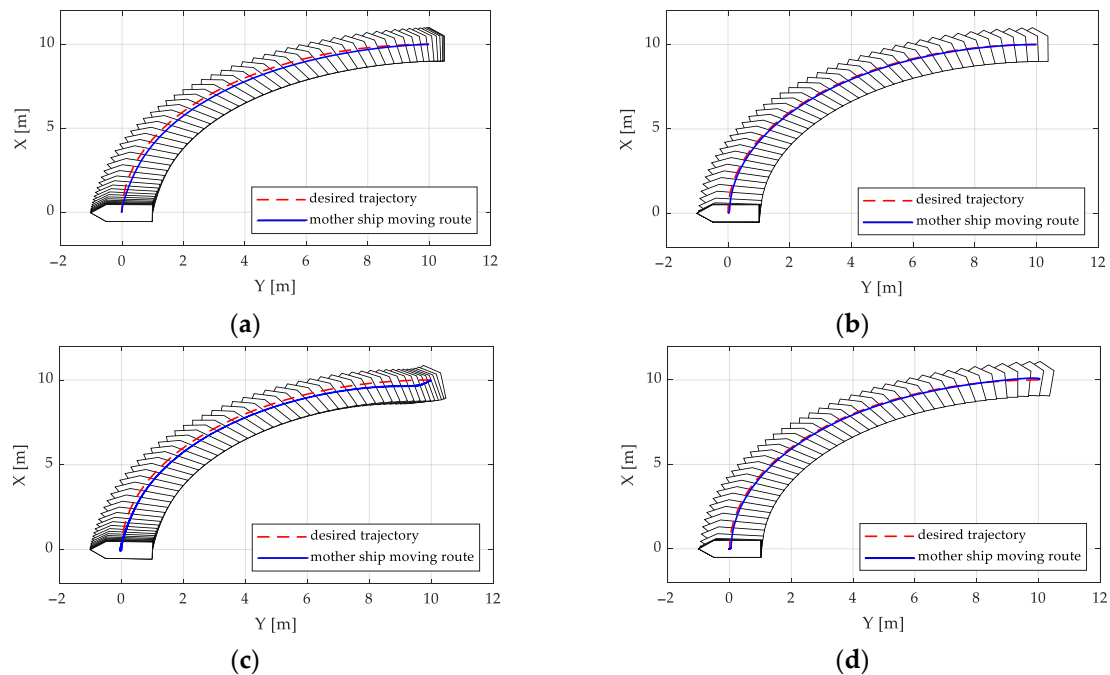 10
5
0
X [m]
desired trajectory
mother ship moving route
−2 0 2 4 6 8 10 12
Y [m]
(a)
10
5
0
X [m]
desired trajectory
mother ship moving route
−2 0 2 4 6 8 10 12
Y [m]
(b)
10
5
0
X [m]
desired trajectory
mother ship moving route
−2 0 2 4 6 8 10 12
Y [m]
(c)
10
5
0
X [m]
desired trajectory
mother ship moving route
−2 0 2 4 6 8 10 12
Y [m]
(d)